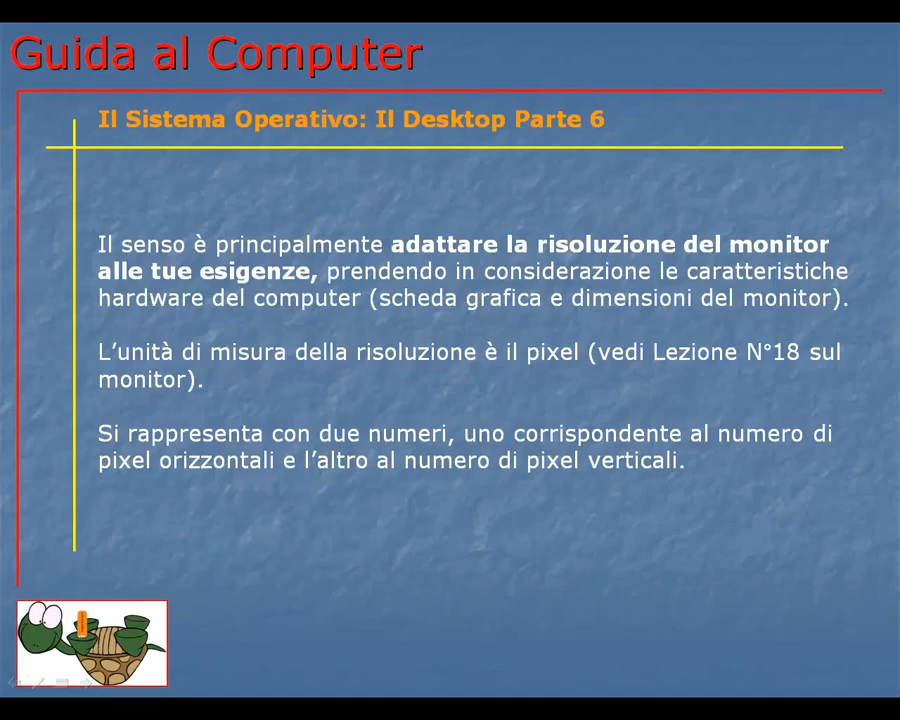 Guida al Computer
Il Sistema Operativo: Il Desktop Parte 6
Il senso è principalmente adattare la risoluzione del monitor
alle tue esigenze, prendendo in considerazione le caratteristiche
hardware del computer (scheda grafica e dimensioni del monitor).
L’unità di misura della risoluzione è il pixel (vedi Lezione N°18 sul
monitor).
Si rappresenta con due numeri, uno corrispondente al numero di
pixel orizzontali e l’altro al numero di pixel verticali.